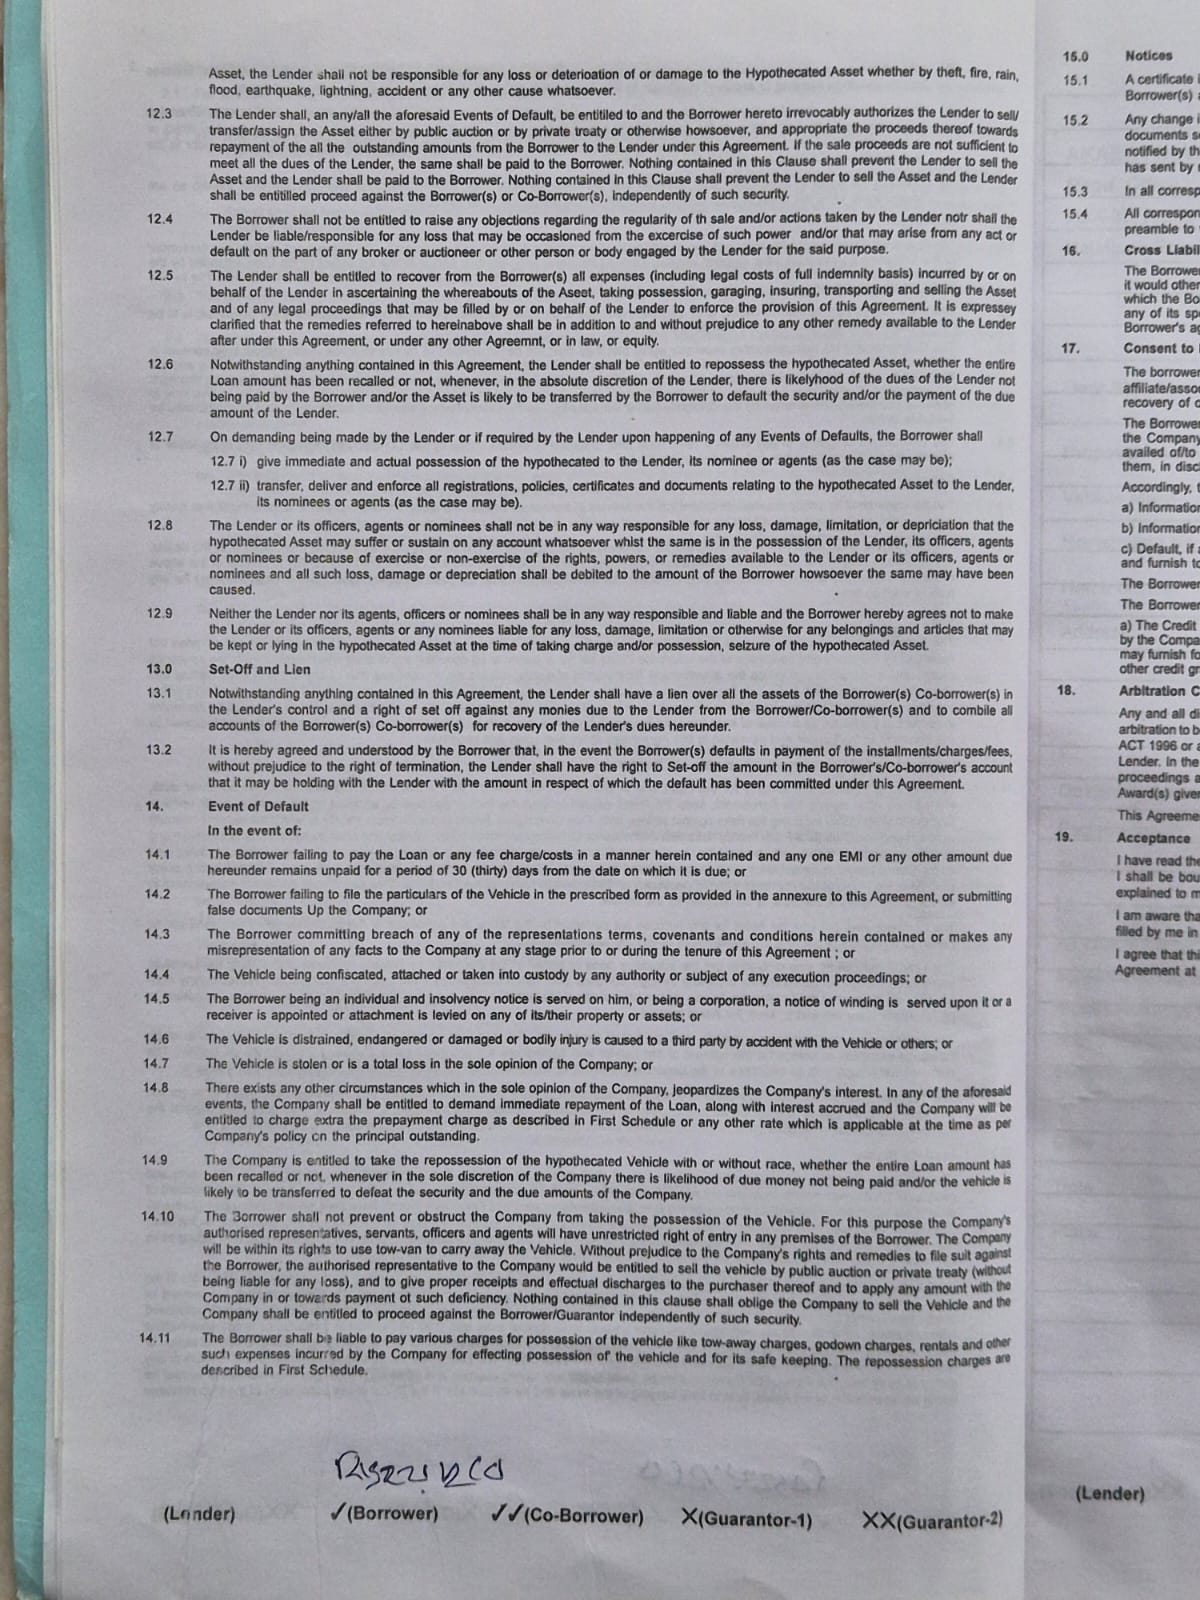 Asset, the Lender shall not be responsible for any loss or deterioation of or damage to the Hypothecated Asset whether by theft, fire, rain,
flood, earthquake, lightning, accident or any other cause whatsoever.
12.3 The Lender shall, an any/all the aforesaid Events of Default, be entitiled to and the Borrower hereto irrevocably authorizes the Lender to sell/
transfer/assign the Asset either by public auction or by private treaty or otherwise howsoever, and appropriate the proceeds thereof towards
repayment of the all the outstanding amounts from the Borrower to the Lender under this Agreement. If the sale proceeds are not sufficient to
meet all the dues of the Lender, the same shall be paid to the Borrower. Nothing contained in this Clause shall prevent the Lender to sell the
Asset and the Lender shall be paid to the Borrower. Nothing contained in this Clause shall prevent the Lender to sell the Asset and the Lender
shall be entitilled proceed against the Borrower(s) or Co-Borrower(s), independently of such security.
12.4 The Borrower shall not be entitled to raise any objections regarding the regularity of th sale and/or actions taken by the Lender notr shall the
Lender be liable/responsible for any loss that may be occasioned from the excercise of such power and/or that may arise from any act or
default on the part of any broker or auctioneer or other person or body engaged by the Lender for the said purpose.
12.5 The Lender shall be entitled to recover from the Borrower(s) all expenses (including legal costs of full indemnity basis) incurred by or on
behalf of the Lender in ascertaining the whereabouts of the Aseet, taking possession, garaging, insuring, transporting and selling the Asset
and of any legal proceedings that may be filled by or on behalf of the Lender to enforce the provision of this Agreement. It is expressey
clarified that the remedies referred to hereinabove shall be in addition to and without prejudice to any other remedy available to the Lender
after under this Agreement, or under any other Agreemnt, or in law, or equity.
12.6 Notwithstanding anything contained in this Agreement, the Lender shall be entitled to repossess the hypothecated Asset, whether the entire
Loan amount has been recalled or not, whenever, in the absolute discretion of the Lender, there is likelyhood of the dues of the Lender not
being paid by the Borrower and/or the Asset is likely to be transferred by the Borrower to default the security and/or the payment of the due
amount of the Lender.
12.7 On demanding being made by the Lender or if required by the Lender upon happening of any Events of Defaults, the Borrower shall
12.7 i) give immediate and actual possession of the hypothecated to the Lender, its nominee or agents (as the case may be);
12.7 ii) transfer, deliver and enforce all registrations, policies, certificates and documents relating to the hypothecated Asset to the Lender,
its nominees or agents (as the case may be).
12.8 The Lender or its officers, agents or nominees shall not be in any way responsible for any loss, damage, limitation, or depriciation that the
hypothecated Asset may suffer or sustain on any account whatsoever whist the same is in the possession of the Lender, its officers, agents
or nominees or because of exercise or non-exercise of the rights, powers, or remedies available to the Lender or its officers, agents or
nominees and all such loss, damage or depreciation shall be debited to the amount of the Borrower howsoever the same may have been
caused.
12.9 Neither the Lender nor its agents, officers or nominees shall be in any way responsible and liable and the Borrower hereby agrees not to make
the Lender or its officers, agents or any nominees liable for any loss, damage, limitation or otherwise for any belongings and articles that may
be kept or lying in the hypothecated Asset at the time of taking charge and/or possession, seizure of the hypothecated Asset.
13.0 Set-Off and Lien
13.1 Notwithstanding anything contained in this Agreement, the Lender shall have a lien over all the assets of the Borrower(s) Co-borrower(s) in
the Lender's control and a right of set off against any monies due to the Lender from the Borrower/Co-borrower(s) and to combile all
accounts of the Borrower(s) Co-borrower(s) for recovery of the Lender's dues hereunder.
13.2 It is hereby agreed and understood by the Borrower that, in the event the Borrower(s) defaults in payment of the installments/charges/fees,
without prejudice to the right of termination, the Lender shall have the right to Set-off the amount in the Borrower's/Co-borrower's account
that it may be holding with the Lender with the amount in respect of which the default has been committed under this Agreement.
14. Event of Default
In the event of:
14.1 The Borrower failing to pay the Loan or any fee charge/costs in a manner herein contained and any one EMI or any other amount due
hereunder remains unpaid for a period of 30 (thirty) days from the date on which it is due; or
14.2 The Borrower failing to file the particulars of the Vehicle in the prescribed form as provided in the annexure to this Agreement, or submitting
false documents Up the Company; or
14.3 The Borrower committing breach of any of the representations terms, covenants and conditions herein contained or makes any
misrepresentation of any facts to the Company at any stage prior to or during the tenure of this Agreement ; or
14.4 The Vehicle being confiscated, attached or taken into custody by any authority or subject of any execution proceedings; or
14.5 The Borrower being an individual and insolvency notice is served on him, or being a corporation, a notice of winding is served upon it or a
receiver is appointed or attachment is levied on any of its/their property or assets; or
14.6 The Vehicle is distrained, endangered or damaged or bodily injury is caused to a third party by accident with the Vehicle or others; or
14.7 The Vehicle is stolen or is a total loss in the sole opinion of the Company; or
14.8 There exists any other circumstances which in the sole opinion of the Company, jeopardizes the Company's interest. In any of the aforesaid
events, the Company shall be entitled to demand immediate repayment of the Loan, along with interest accrued and the Company will be
entitled to charge extra the prepayment charge as described in First Schedule or any other rate which is applicable at the time as per
Company's policy on the principal outstanding.
14.9 The Company is entitled to take the repossession of the hypothecated Vehicle with or without race, whether the entire Loan amount has
been recalled or not, whenever in the sole discretion of the Company there is likelihood of due money not being paid and/or the vehicle is
likely to be transferred to defeat the security and the due amounts of the Company.
14.10 The Borrower shall not prevent or obstruct the Company from taking the possession of the Vehicle. For this purpose the Company's
authorised representatives, servants, officers and agents will have unrestricted right of entry in any premises of the Borrower. The Company
will be within its rights to use tow-van to carry away the Vehicle. Without prejudice to the Company's rights and remedies to file suit against
the Borrower, the authorised representative to the Company would be entitled to sell the vehicle by public auction or private treaty (without
being liable for any loss), and to give proper receipts and effectual discharges to the purchaser thereof and to apply any amount with the
Company in or towards payment ot such deficiency. Nothing contained in this clause shall oblige the Company to sell the Vehicle and the
Company shall be entitled to proceed against the Borrower/Guarantor independently of such security.
14.11 The Borrower shall be liable to pay various charges for possession of the vehicle like tow-away charges, godown charges, rentals and other
such expenses incurred by the Company for effecting possession of the vehicle and for its safe keeping. The repossession charges are
described in First Schedule.
(Lender) ✓(Borrower) ✓✓(Co-Borrower) X(Guarantor-1) XX(Guarantor-2)
15.0 Notices
15.1 A certificate
Borrower(s)
15.2 Any change
documents
notified by
has sent by
15.3 In all
15.4 All
preamble to
16. Cross
The Borrower
it would
which the
any of its
Borrower's
17. Consent to
The borrower
recovery of
The Borrower
the Company
availed of/to
them, in
Accordingly,
a) Information
b) Information
c) Default, if
and furnish
The Borrower
The Borrower
a) The Credit
by the
may furnish
other credit
18. Arbitration
Any and all
arbitration to
ACT 1996 or
Lender. In the
proceedings
Award(s)
This
19. Acceptance
I have read the
I shall be
explained to
I am aware
filled by me in
I agree that
Agreement at
(Lender)